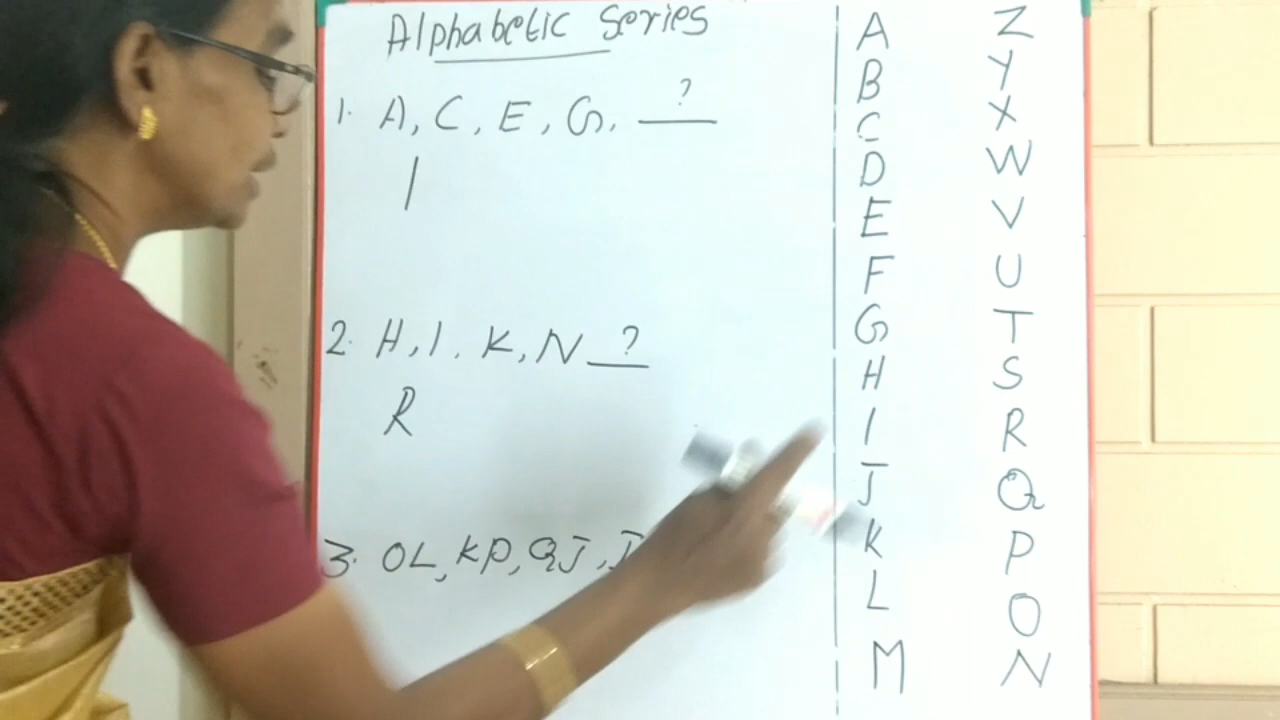 Alphabetic Series
1. A, C, E, G, ?
I
2. H, I, K, N ?
R
3. OL, KP, QJ,
A Z
B Y
C X
D W
E V
F U
G T
H S
I R
J Q
K P
L O
M N